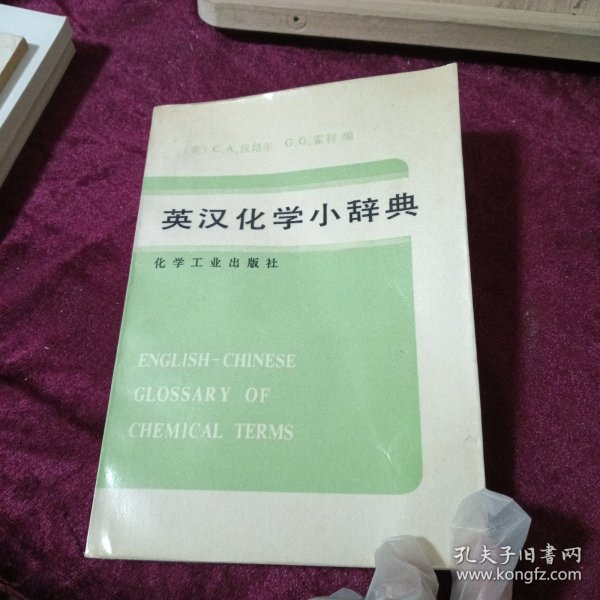 〔美〕C.A.汉培尔 G.G.霍利 编
英汉化学小辞典
化学工业出版社
ENGLISH-CHINESE
GLOSSARY OF
CHEMICAL TERMS
孔夫子旧书网
www.kongfz.com